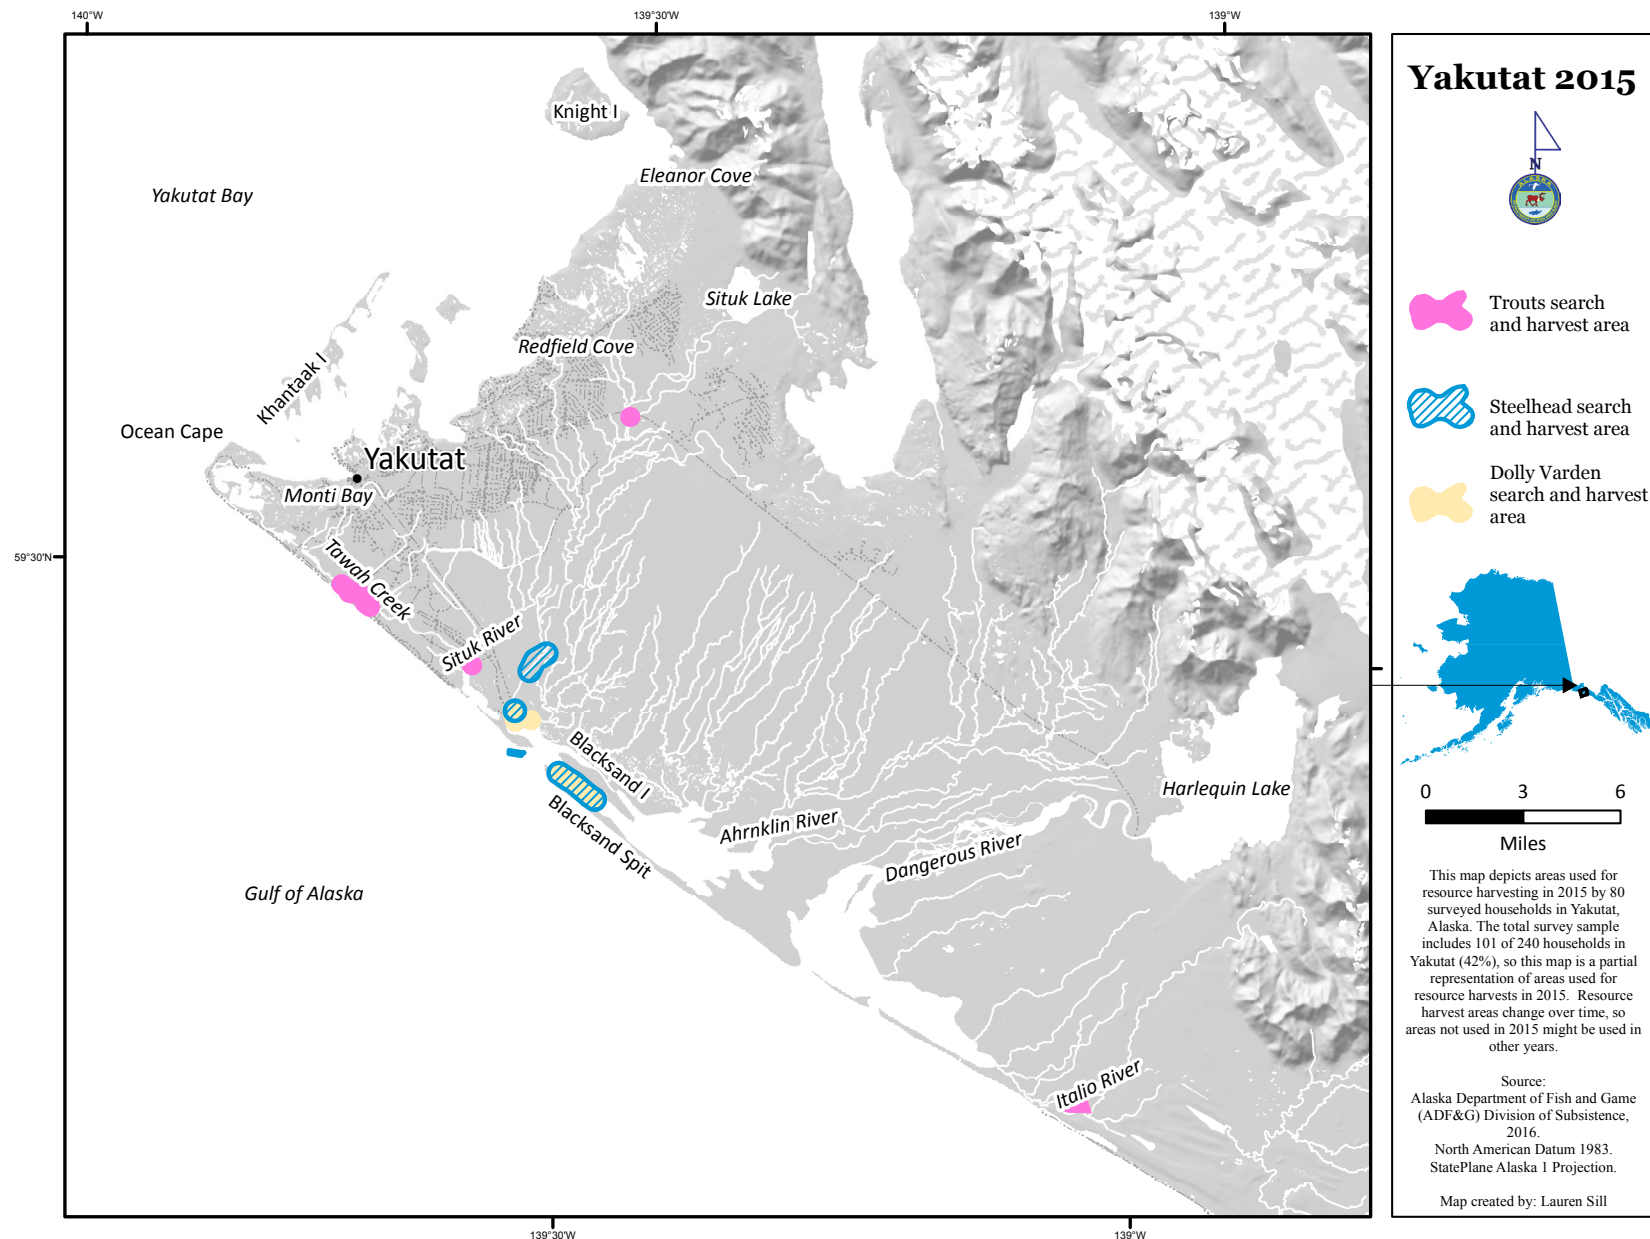 140°W
139°30'W
139°W
Knight I
Eleanor Cove
Yakutat Bay
Situk Lake
Redfield Cove
Khantaak I
Ocean Cape
Yakutat
Monti Bay
59°30'N
Tawah Creek
Situk River
Blacksand I
Blacksand Spit
Ahrnklin River
Harlequin Lake
Dangerous River
Gulf of Alaska
Italio River
139°30'W
139°W
Yakutat 2015
N
ALASKA
Trouts search
and harvest area
Steelhead search
and harvest area
Dolly Varden
search and harvest
area
0 3 6
Miles
This map depicts areas used for
resource harvesting in 2015 by 80
surveyed households in Yakutat,
Alaska. The total survey sample
includes 101 of 240 households in
Yakutat (42%), so this map is a partial
representation of areas used for
resource harvests in 2015. Resource
harvest areas change over time, so
areas not used in 2015 might be used in
other years.
Source:
Alaska Department of Fish and Game
(ADF&G) Division of Subsistence,
2016.
North American Datum 1983.
StatePlane Alaska 1 Projection.
Map created by: Lauren Sill